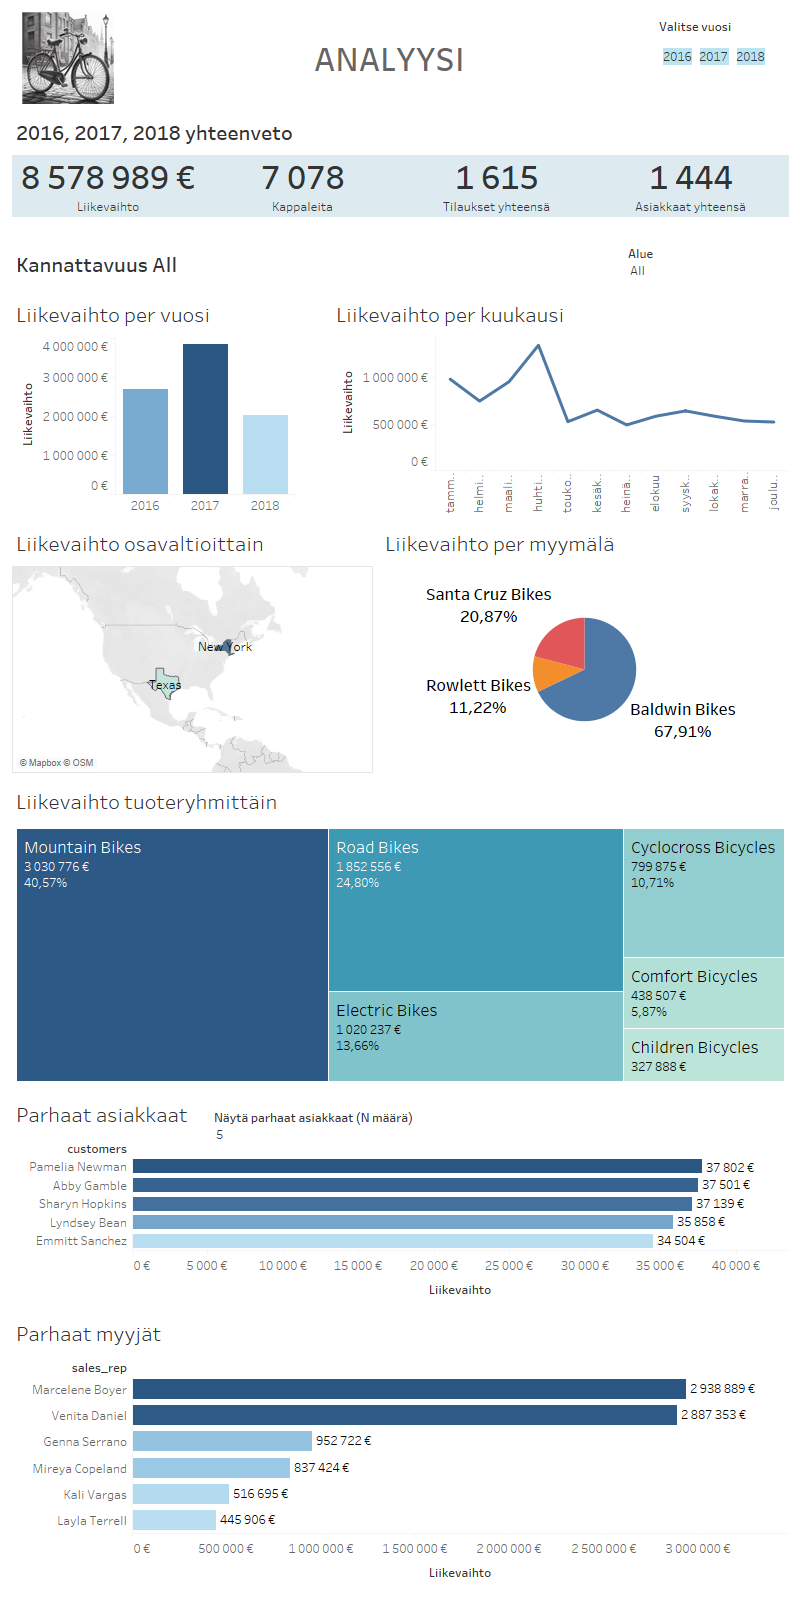 ANALYYSI
Valitse vuosi
2016 2017 2018
2016, 2017, 2018 yhteenveto
8 578 989 € 7 078 1 615 1 444
Liikevaihto Kappaleita Tilaukset yhteensä Asiakkaat yhteensä
Kannattavuus All
Alue
All
Liikevaihto per vuosi
Liikevaihto
4 000 000 €
3 000 000 €
2 000 000 €
1 000 000 €
0 €
2016 2017 2018
Liikevaihto per kuukausi
Liikevaihto
1 000 000 €
500 000 €
0 €
tamm..
helmi..
maali..
huhti..
touko..
kesäk..
heinä..
elokuu
syysk..
lokak..
marra..
joulu..
Liikevaihto osavaltioittain
New York
Texas
© Mapbox © OSM
Liikevaihto per myymälä
Santa Cruz Bikes
20,87%
Rowlett Bikes
11,22%
Baldwin Bikes
67,91%
Liikevaihto tuoteryhmittäin
Mountain Bikes
3 030 776 €
40,57%
Road Bikes
1 852 556 €
24,80%
Electric Bikes
1 020 237 €
13,66%
Cyclocross Bicycles
799 875 €
10,71%
Comfort Bicycles
438 507 €
5,87%
Children Bicycles
327 888 €
Parhaat asiakkaat
Näytä parhaat asiakkaat (N määrä)
5
customers
Pamelia Newman 37 802 €
Abby Gamble 37 501 €
Sharyn Hopkins 37 139 €
Lyndsey Bean 35 858 €
Emmitt Sanchez 34 504 €
0 € 5 000 € 10 000 € 15 000 € 20 000 € 25 000 € 30 000 € 35 000 € 40 000 €
Liikevaihto
Parhaat myyjät
sales_rep
Marcelene Boyer 2 938 889 €
Venita Daniel 2 887 353 €
Genna Serrano 952 722 €
Mireya Copeland 837 424 €
Kali Vargas 516 695 €
Layla Terrell 445 906 €
0 € 500 000 € 1 000 000 € 1 500 000 € 2 000 000 € 2 500 000 € 3 000 000 €
Liikevaihto